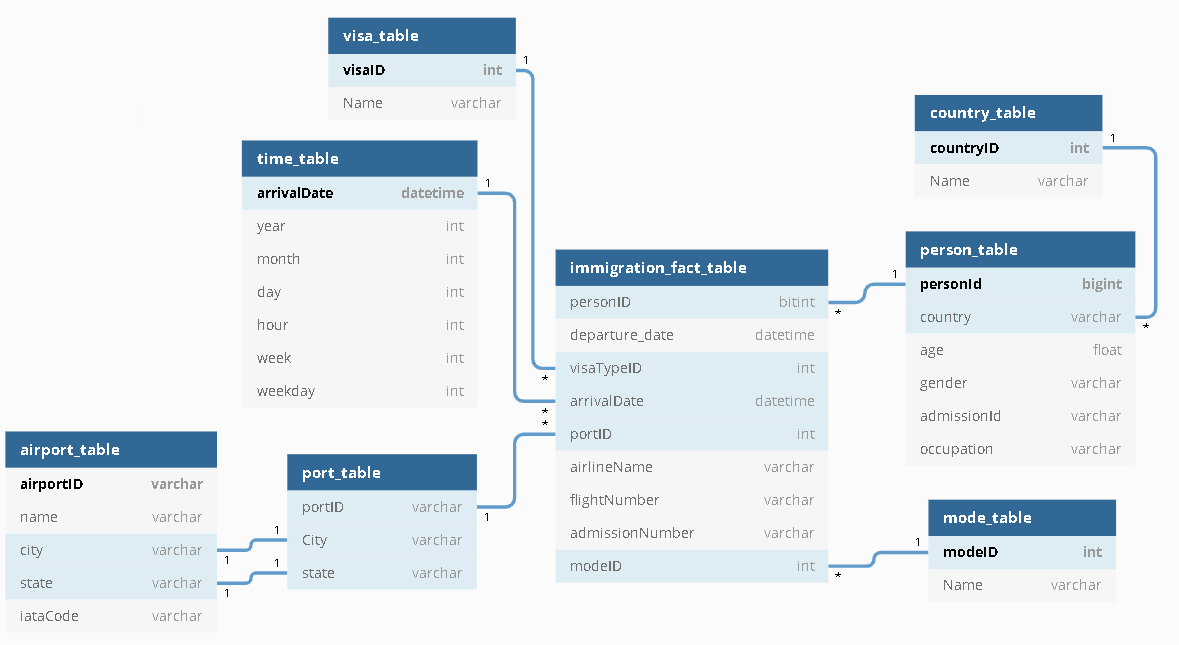 visa_table
visaID int
Name varchar
1
time_table
arrivalDate datetime
year int
month int
day int
hour int
week int
weekday int
1
country_table
countryID int
Name varchar
1
person_table
personId bigint
country varchar
age float
gender varchar
admissionId varchar
occupation varchar
1
*
immigration_fact_table
personID bitint
departure_date datetime
visaTypeID int
arrivalDate datetime
portID int
airlineName varchar
flightNumber varchar
admissionNumber varchar
modeID int
*
*
*
*
*
airport_table
airportID varchar
name varchar
city varchar
state varchar
iataCode varchar
1
1
port_table
portID varchar
City varchar
state varchar
1
1
1
mode_table
modeID int
Name varchar
1